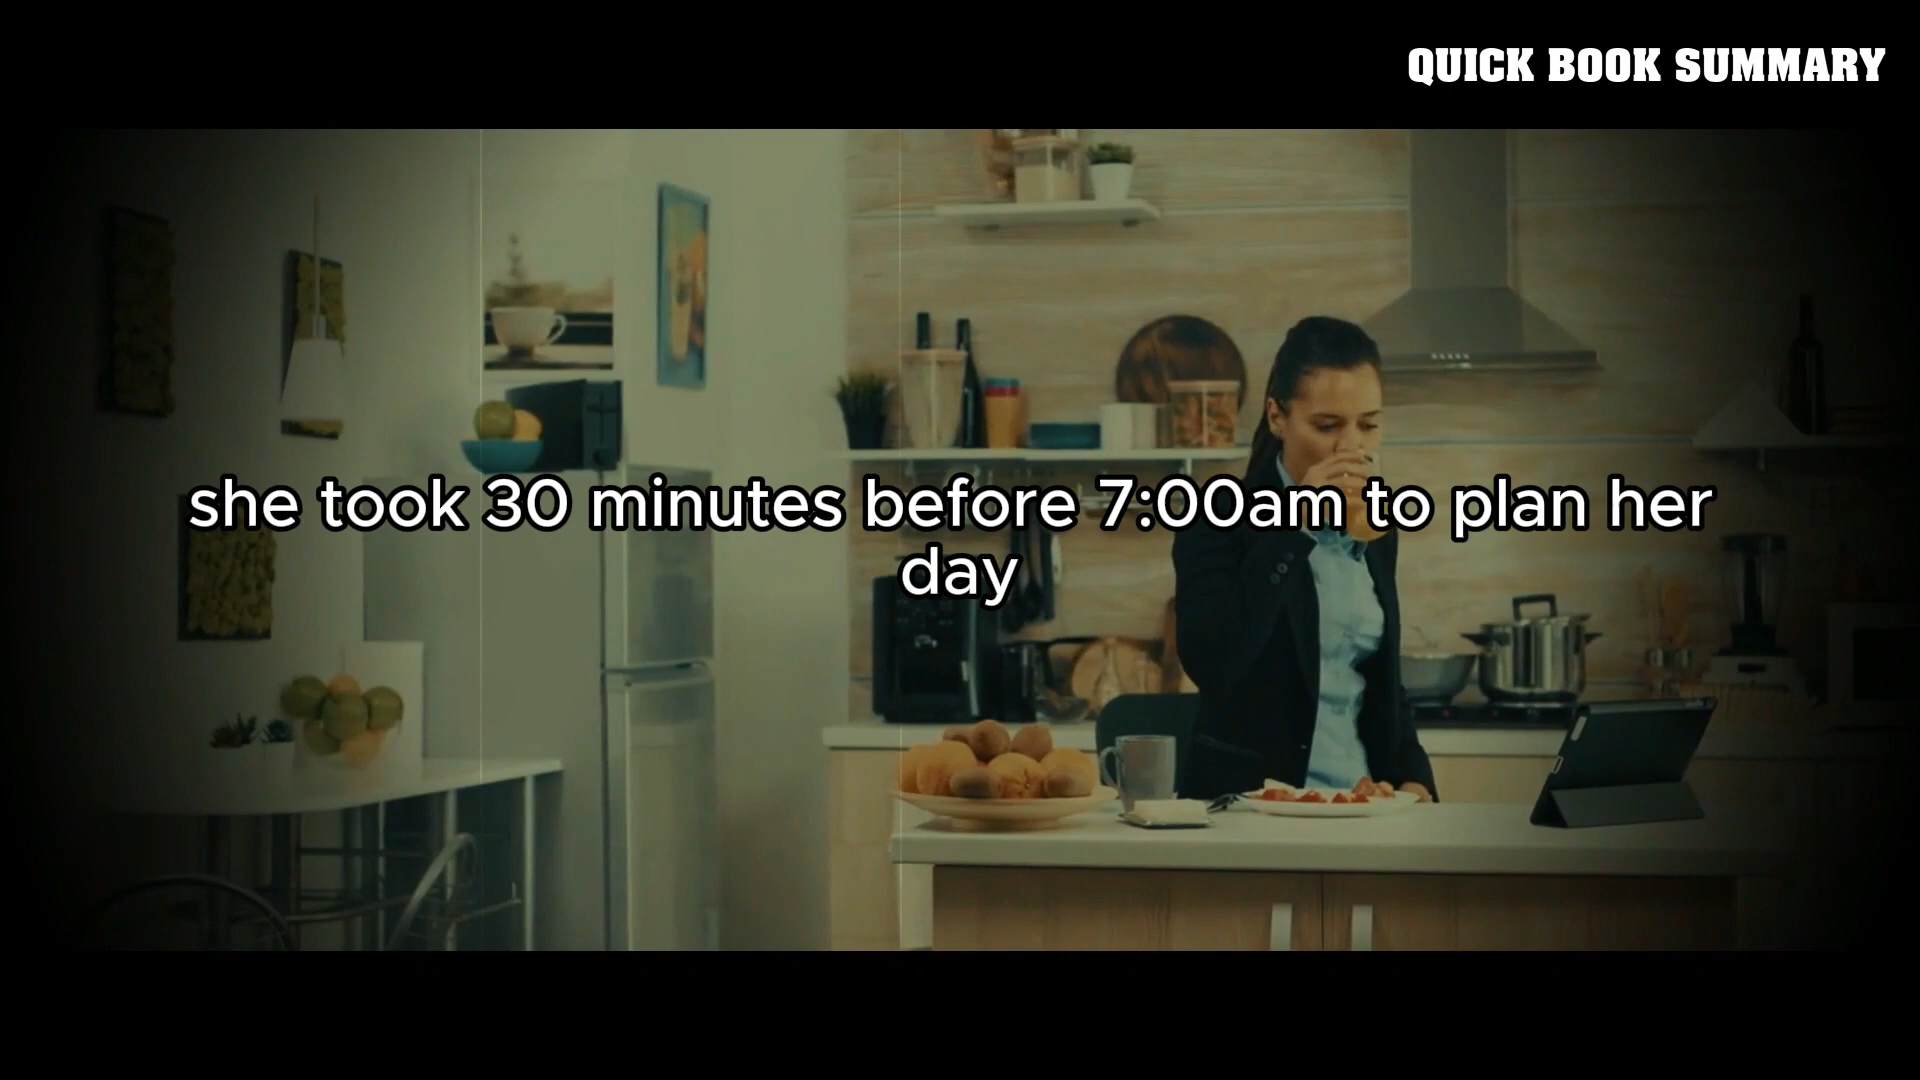 QUICK BOOK SUMMARY
she took 30 minutes before 7:00am to plan her
day